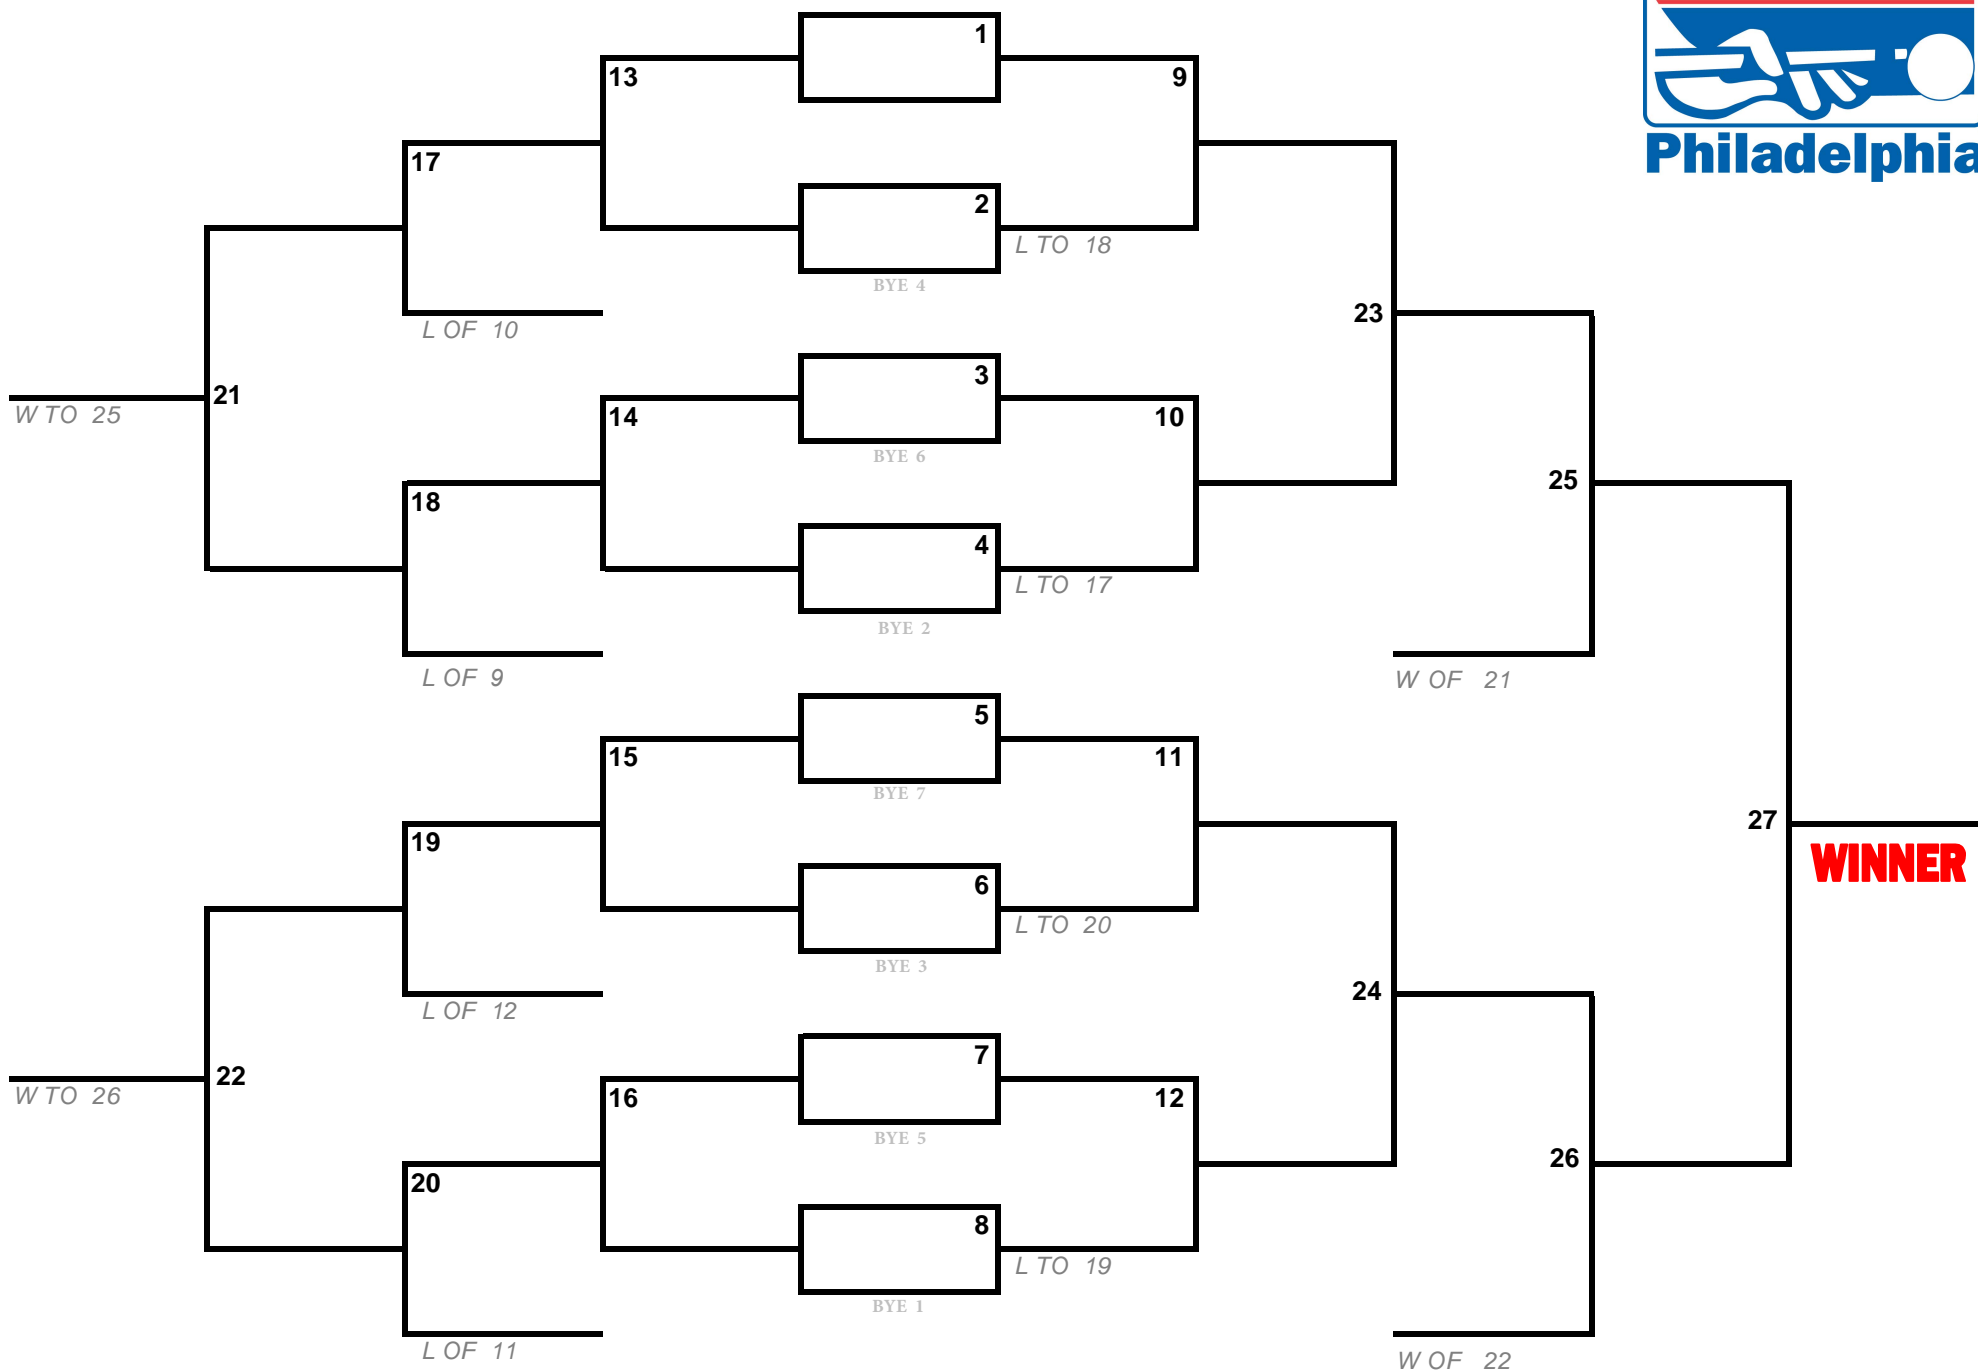 1
13
9
Philadelphia
17
2
L TO 18
BYE 4
23
L OF 10
3
21
W TO 25
14
10
BYE 6
25
18
4
L TO 17
BYE 2
L OF 9
W OF 21
5
15
11
BYE 7
27
19
WINNER
6
L TO 20
BYE 3
24
L OF 12
7
22
W TO 26
16
12
BYE 5
26
20
8
L TO 19
BYE 1
L OF 11
W OF 22